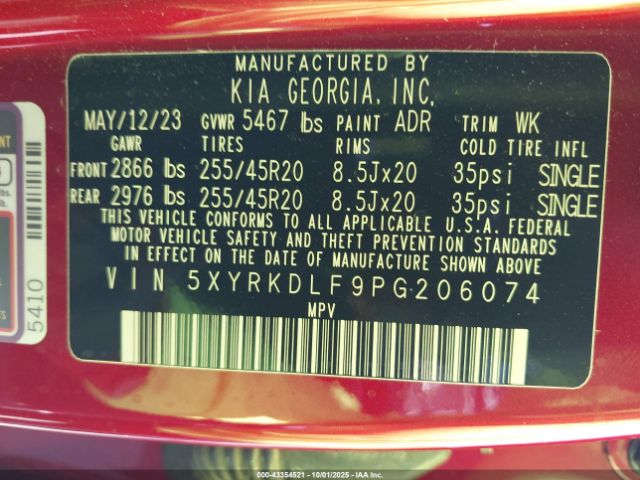 MANUFACTURED BY
KIA GEORGIA, INC.
MAY/12/23 GVWR 5467 lbs PAINT ADR TRIM WK
GAWR TIRES RIMS COLD TIRE INFL
FRONT 2866 lbs 255/45R20 8.5Jx20 35psi SINGLE
REAR 2976 lbs 255/45R20 8.5Jx20 35psi SINGLE
THIS VEHICLE CONFORMS TO ALL APPLICABLE U.S.A. FEDERAL
MOTOR VEHICLE SAFETY AND THEFT PREVENTION STANDARDS
IN EFFECT ON THE DATE OF MANUFACTURE SHOWN ABOVE.
VIN 5XYRKDLF9PG206074
MPV
5410
000-43354521 10/01/2025 IAAI.COM